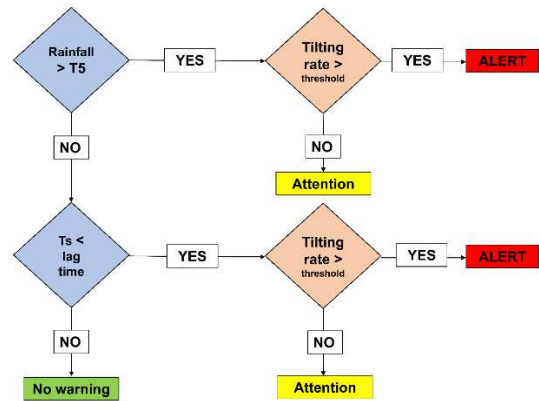 Rainfall
> T5
YES
Tilting
rate >
threshold
YES
ALERT
NO
NO
Attention
Ts <
lag
time
YES
Tilting
rate >
threshold
YES
ALERT
NO
NO
No warning
Attention